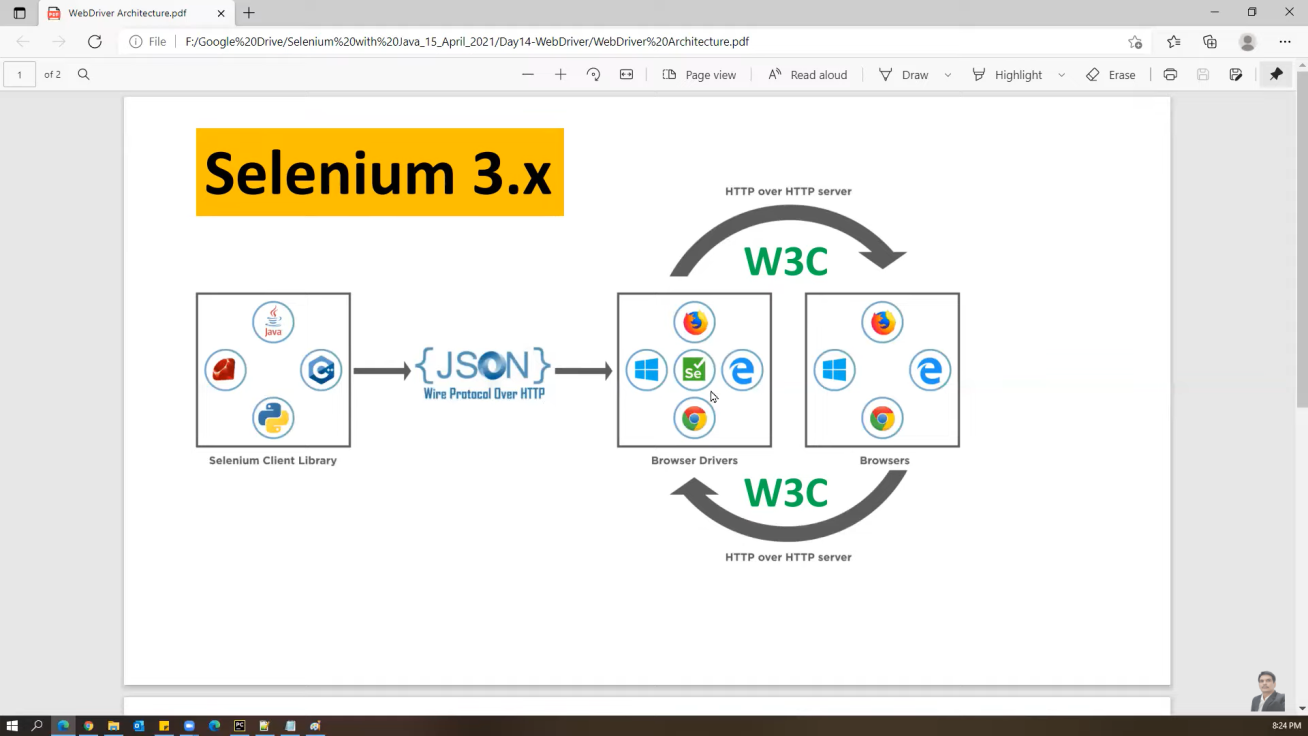 WebDriver Architecture.pdf
File
F:/Google%20Drive/Selenium%20with%20Java_15_April_2021/Day14-WebDriver/WebDriver%20Architecture.pdf
1
of 2
Page view
Read aloud
Draw
Highlight
Erase
Selenium 3.x
HTTP over HTTP server
W3C
Java
{JSON}
Wire Protocol Over HTTP
Se
Selenium Client Library
Browser Drivers
Browsers
W3C
HTTP over HTTP server
PC
8:24 PM